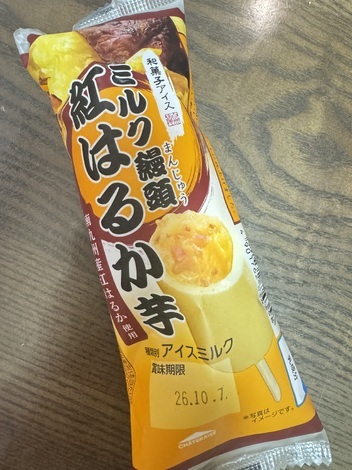 和菓子アイス
ミルク饅頭
まんじゅう
紅はるか芋
南九州産紅はるか使用
種類別 アイスミルク
賞味期限
26.10.7.
※写真は
イメージです。
CHATERAISE